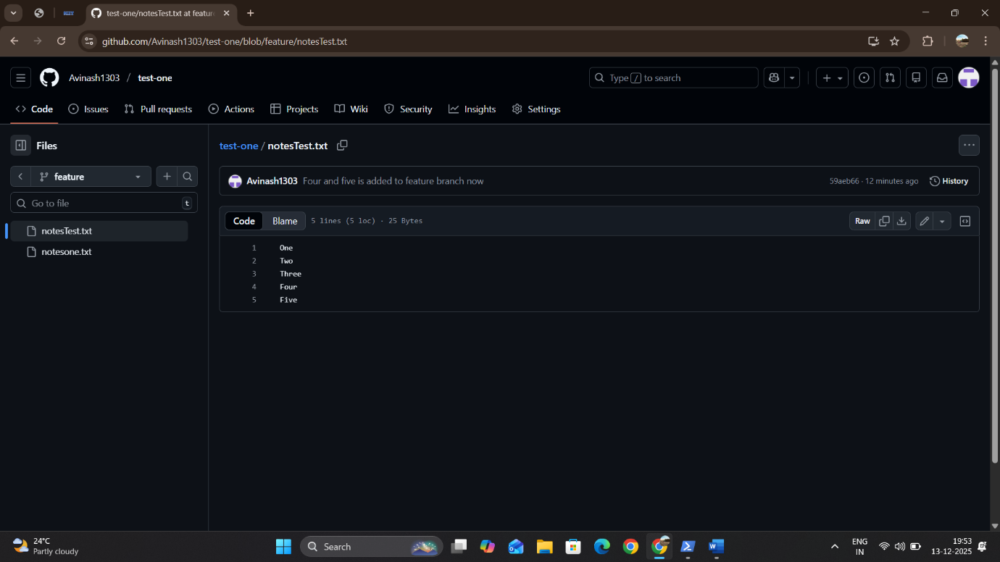 test-one/notesTest.txt at featur
github.com/Avinash1303/test-one/blob/feature/notesTest.txt
Avinash1303 / test-one
Type / to search
Code Issues Pull requests Actions Projects Wiki Security Insights Settings
Files
test-one / notesTest.txt
feature
Avinash1303 Four and five is added to feature branch now 59aeb66 · 12 minutes ago History
Go to file t
Code Blame 5 lines (5 loc) · 25 Bytes Raw
notesTest.txt
notesone.txt
1 One
2 Two
3 Three
4 Four
5 Five
24°C
Partly cloudy
Search
ENG
IN
19:53
13-12-2025